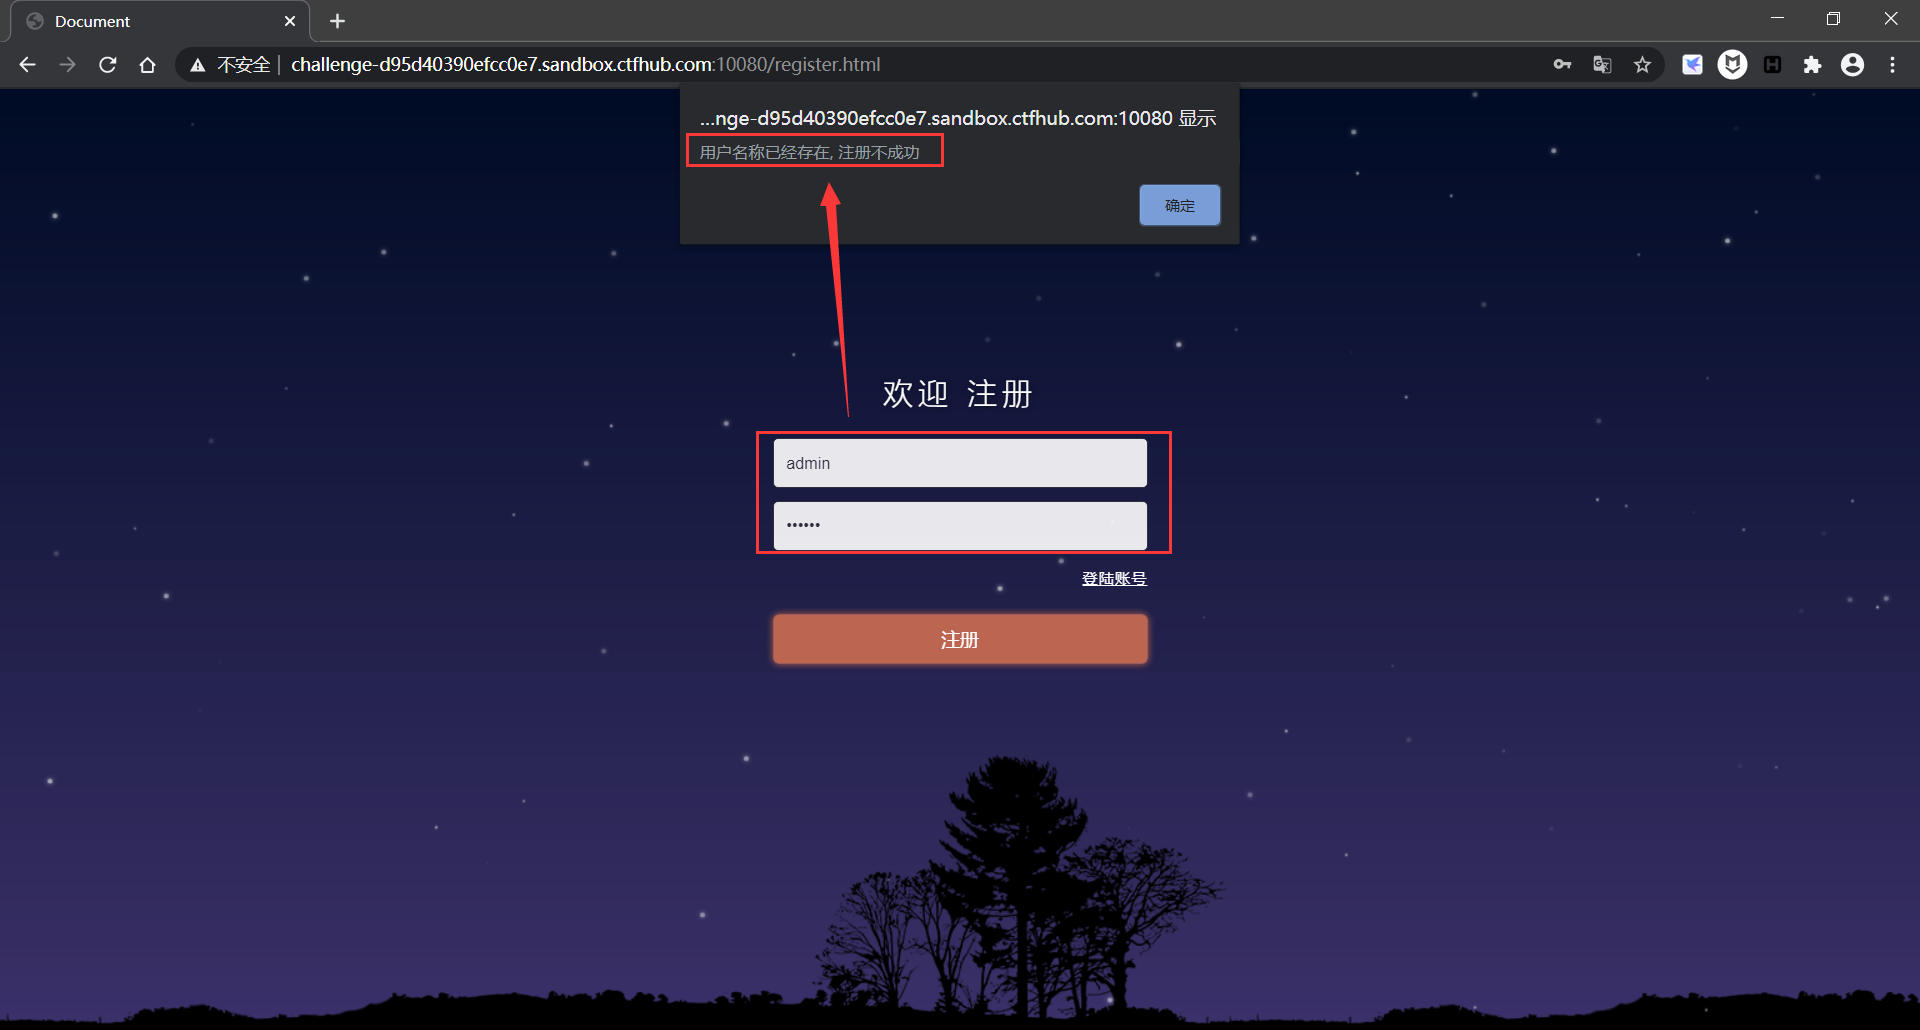 Document
不安全 challenge-d95d40390efcc0e7.sandbox.ctfhub.com:10080/register.html
...nge-d95d40390efcc0e7.sandbox.ctfhub.com:10080 显示
用户名称已经存在, 注册不成功
确定
欢迎 注册
admin
••••••
登陆账号
注册